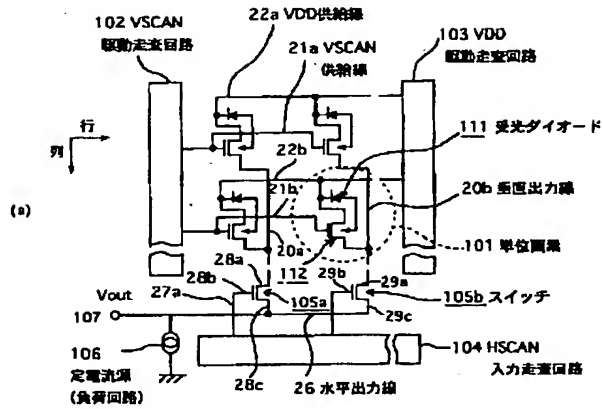 102 VSCAN
駆動走査回路
22a VDD供給線
21a VSCAN
供給線
103 VDD
駆動走査回路
行
列
(a)
111 受光ダイオード
22b
21b
20b 垂直出力線
101 単位画素
20a
28a
112
29b
29a
28b
27a
105a
105b スイッチ
Vout
107
29c
106
定電流源
(負荷回路)
28c
26 水平出力線
29
104 HSCAN
入力走査回路